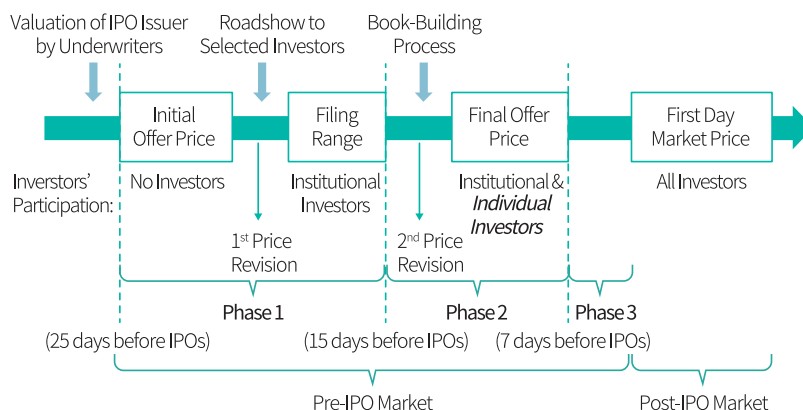 Valuation of IPO Issuer
by Underwriters
Roadshow to
Selected Investors
Book-Building
Process
Initial
Offer Price
Filing
Range
Final Offer
Price
First Day
Market Price
Inverstors'
Participation:
No Investors
Institutional
Investors
Institutional &
Individual
Investors
All Investors
1st Price
Revision
2nd Price
Revision
Phase 1
Phase 2
Phase 3
(25 days before IPOs)
(15 days before IPOs)
(7 days before IPOs)
Pre-IPO Market
Post-IPO Market